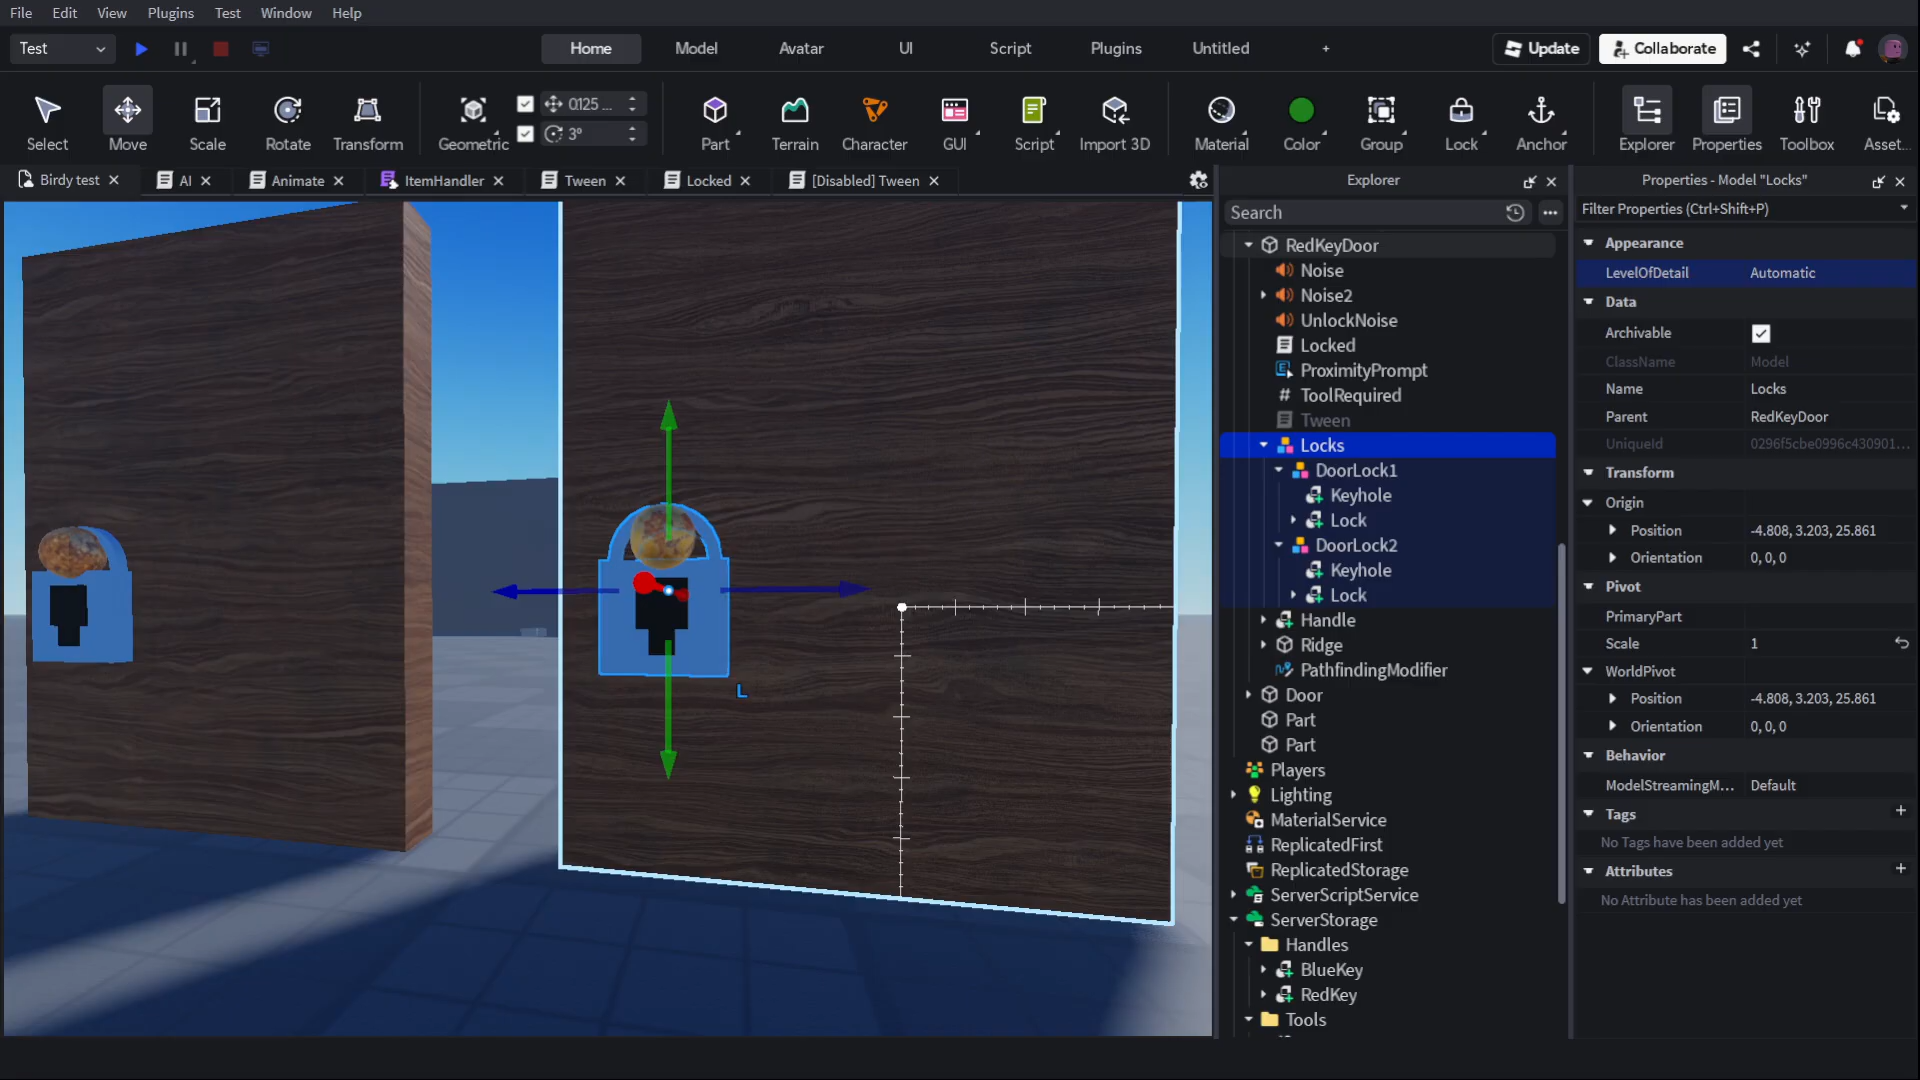 File Edit View Plugins Test Window Help
Test
Home Model Avatar UI Script Plugins Untitled +
Update Collaborate
Select Move Scale Rotate Transform Geometric
0.125 ...
3°
Part Terrain Character GUI Script Import 3D Material Color Group Lock Anchor Explorer Properties Toolbox Asset...
Birdy test AI Animate ItemHandler Tween Locked [Disabled] Tween
L
Explorer
Search
RedKeyDoor
Noise
Noise2
UnlockNoise
Locked
ProximityPrompt
ToolRequired
Tween
Locks
DoorLock1
Keyhole
Lock
DoorLock2
Keyhole
Lock
Handle
Ridge
PathfindingModifier
Door
Part
Part
Players
Lighting
MaterialService
ReplicatedFirst
ReplicatedStorage
ServerScriptService
ServerStorage
Handles
BlueKey
RedKey
Tools
Properties - Model "Locks"
Filter Properties (Ctrl+Shift+P)
Appearance
LevelOfDetail Automatic
Data
Archivable
ClassName Model
Name Locks
Parent RedKeyDoor
UniqueId 0296f5cbe0996c430901...
Transform
Origin
Position -4.808, 3.203, 25.861
Orientation 0, 0, 0
Pivot
PrimaryPart
Scale 1
WorldPivot
Position -4.808, 3.203, 25.861
Orientation 0, 0, 0
Behavior
ModelStreamingM... Default
Tags +
No Tags have been added yet
Attributes +
No Attribute has been added yet